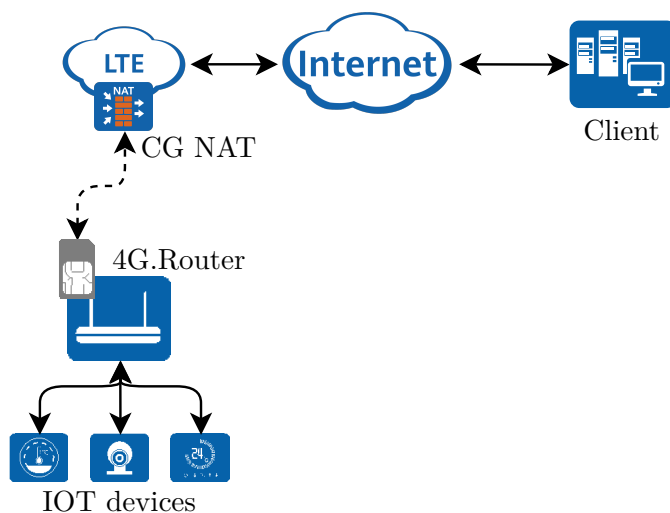 LTE
Internet
NAT
CG NAT
Client
4G.Router
24
IOT devices